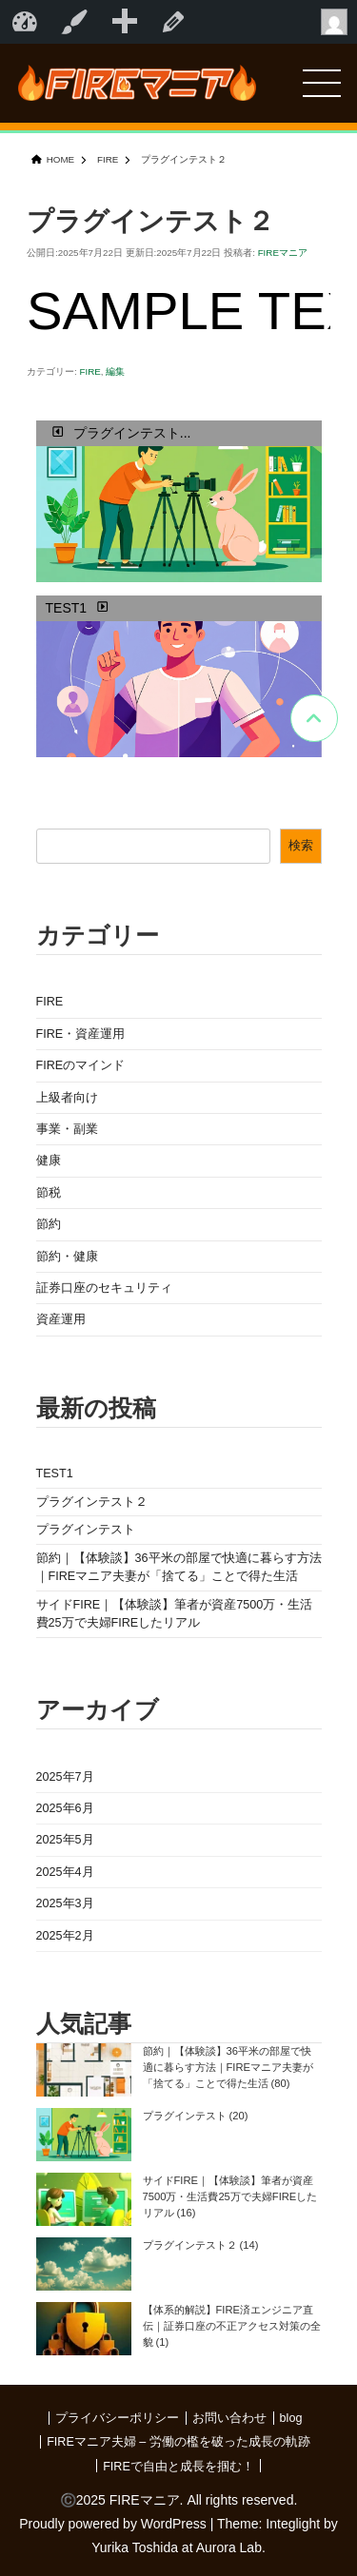 FIREマニア
HOME > FIRE > プラグインテスト２
プラグインテスト２
公開日:2025年7月22日 更新日:2025年7月22日 投稿者: FIREマニア
SAMPLE TEX
カテゴリー: FIRE, 編集
プラグインテスト...
TEST1
検索
カテゴリー
FIRE
FIRE・資産運用
FIREのマインド
上級者向け
事業・副業
健康
節税
節約
節約・健康
証券口座のセキュリティ
資産運用
最新の投稿
TEST1
プラグインテスト２
プラグインテスト
節約｜【体験談】36平米の部屋で快適に暮らす方法
｜FIREマニア夫妻が「捨てる」ことで得た生活
サイドFIRE｜【体験談】筆者が資産7500万・生活
費25万で夫婦FIREしたリアル
アーカイブ
2025年7月
2025年6月
2025年5月
2025年4月
2025年3月
2025年2月
人気記事
節約｜【体験談】36平米の部屋で快
適に暮らす方法｜FIREマニア夫妻が
「捨てる」ことで得た生活 (80)
プラグインテスト (20)
サイドFIRE｜【体験談】筆者が資産
7500万・生活費25万で夫婦FIREした
リアル (16)
プラグインテスト２ (14)
【体系的解説】FIRE済エンジニア直
伝｜証券口座の不正アクセス対策の全
貌 (1)
プライバシーポリシー | お問い合わせ | blog
FIREマニア夫婦 – 労働の檻を破った成長の軌跡
FIREで自由と成長を掴む！
©2025 FIREマニア. All rights reserved.
Proudly powered by WordPress | Theme: Integlight by
Yurika Toshida at Aurora Lab.